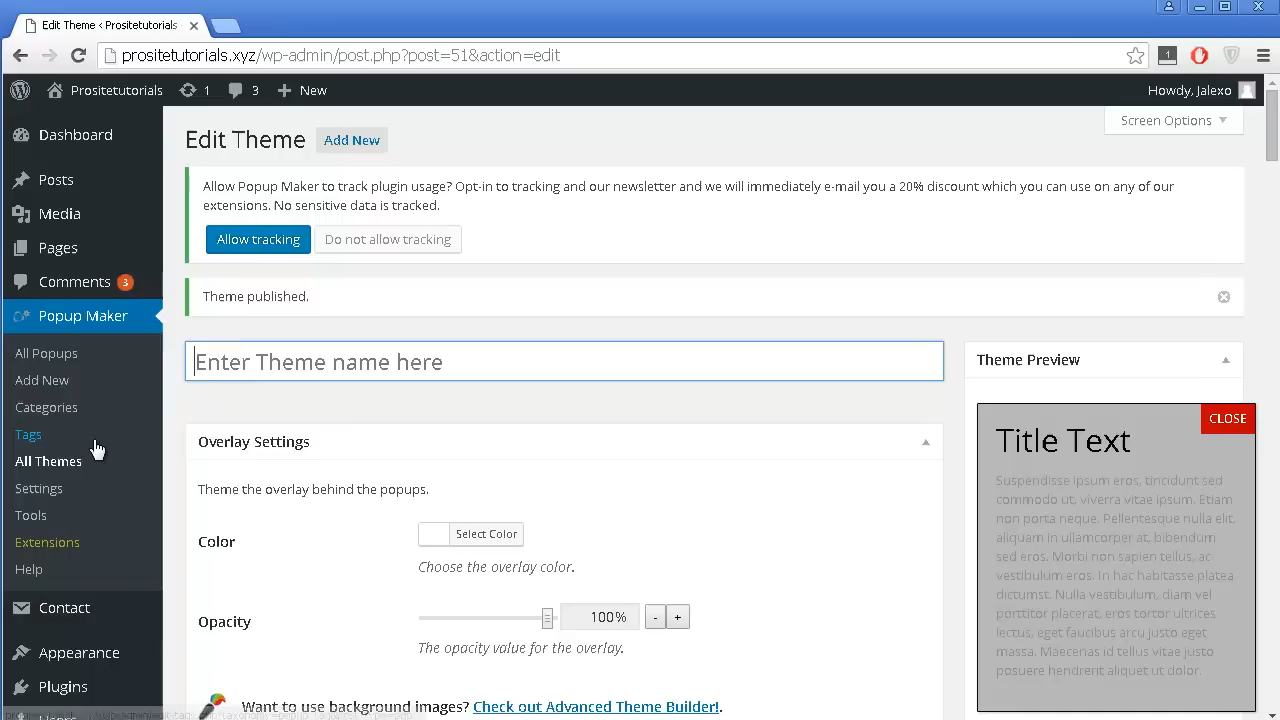 Edit Theme ‹ Prositetutorials
prositetutorials.xyz/wp-admin/post.php?post=51&action=edit
1
Prositetutorials 1 3 New
Howdy, Jalexo
Screen Options
Dashboard
Posts
Media
Pages
Comments 3
Popup Maker
All Popups
Add New
Categories
Tags
All Themes
Settings
Tools
Extensions
Help
Contact
Appearance
Plugins
Edit Theme Add New
Allow Popup Maker to track plugin usage? Opt-in to tracking and our newsletter and we will immediately e-mail you a 20% discount which you can use on any of our
extensions. No sensitive data is tracked.
Allow tracking Do not allow tracking
Theme published.
Enter Theme name here
Overlay Settings
Theme the overlay behind the popups.
Color
Select Color
Choose the overlay color.
Opacity
100% - +
The opacity value for the overlay.
Want to use background images? Check out Advanced Theme Builder!.
Theme Preview
CLOSE
Title Text
Suspendisse ipsum eros, tincidunt sed
commodo ut, viverra vitae ipsum. Etiam
non porta neque. Pellentesque nulla elit,
aliquam in ullamcorper at, bibendum
sed eros. Morbi non sapien tellus, ac
vestibulum eros. In hac habitasse platea
dictumst. Nulla vestibulum, diam vel
porttitor placerat, eros tortor ultrices
lectus, eget faucibus arcu justo eget
massa. Maecenas id tellus vitae justo
posuere hendrerit aliquet ut dolor.